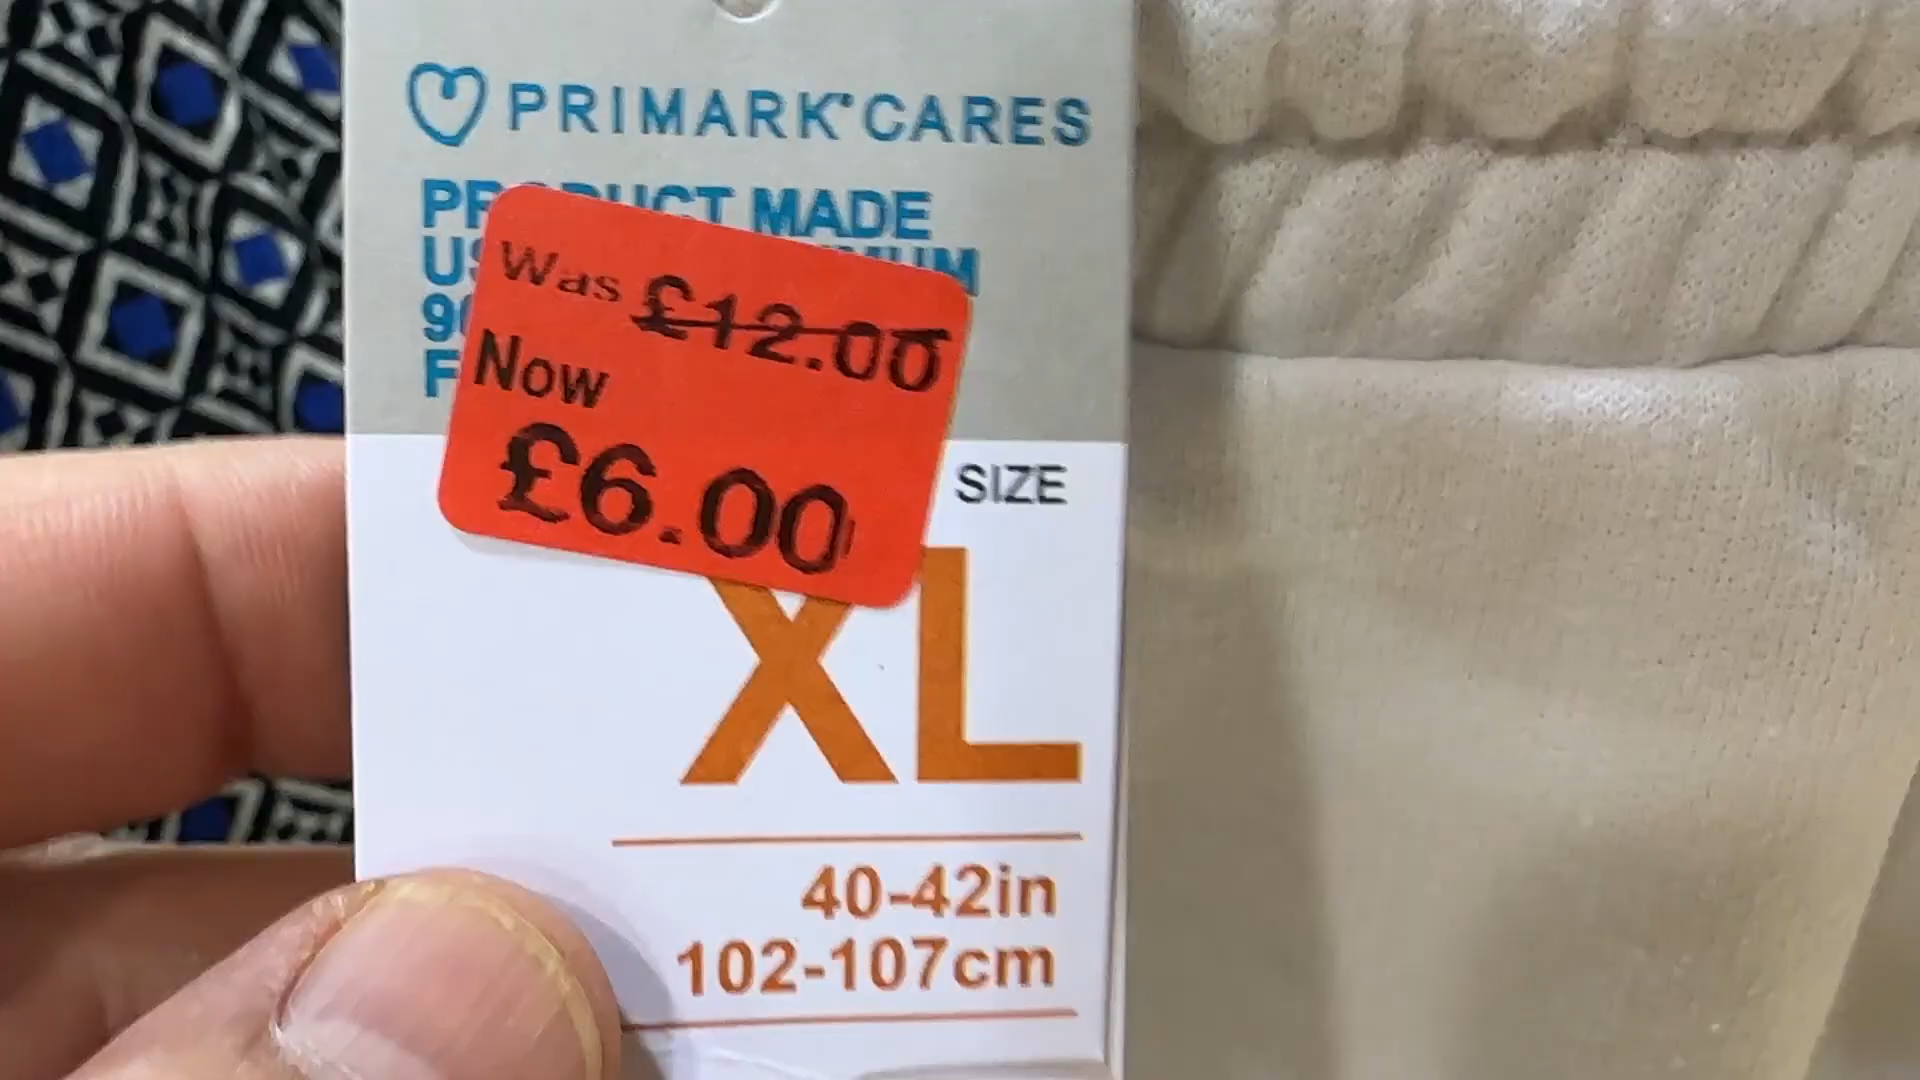 PRIMARK CARES
PRODUCT MADE
Was £12.00
Now
£6.00
SIZE
XL
40-42in
102-107cm